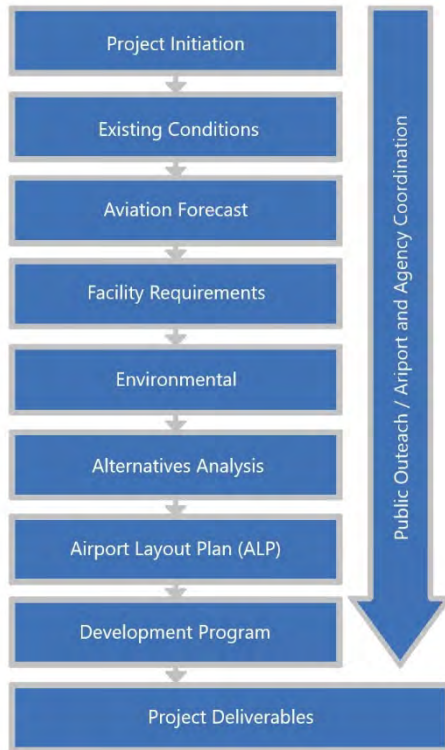 Project Initiation
Existing Conditions
Aviation Forecast
Facility Requirements
Environmental
Alternatives Analysis
Airport Layout Plan (ALP)
Development Program
Project Deliverables
Public Outeach / Ariport and Agency Coordination